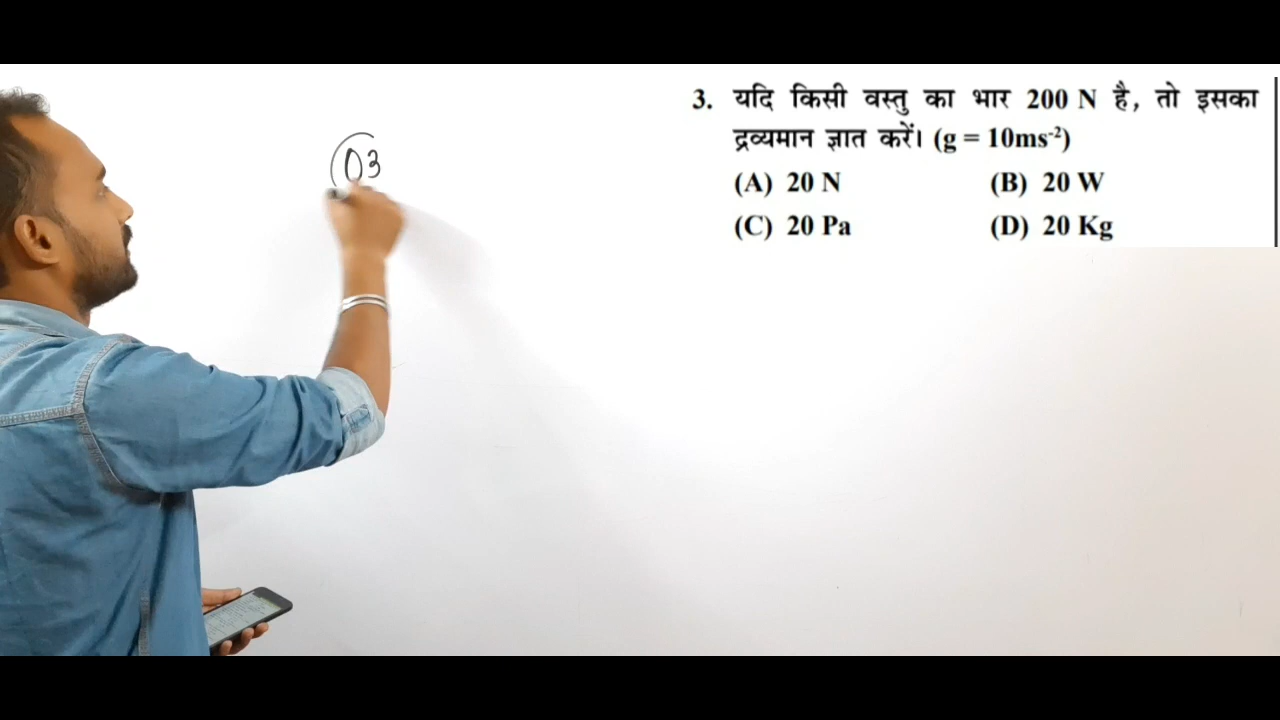 03
3. यदि किसी वस्तु का भार 200 N है, तो इसका
द्रव्यमान ज्ञात करें। (g = 10ms⁻²)
(A) 20 N (B) 20 W
(C) 20 Pa (D) 20 Kg